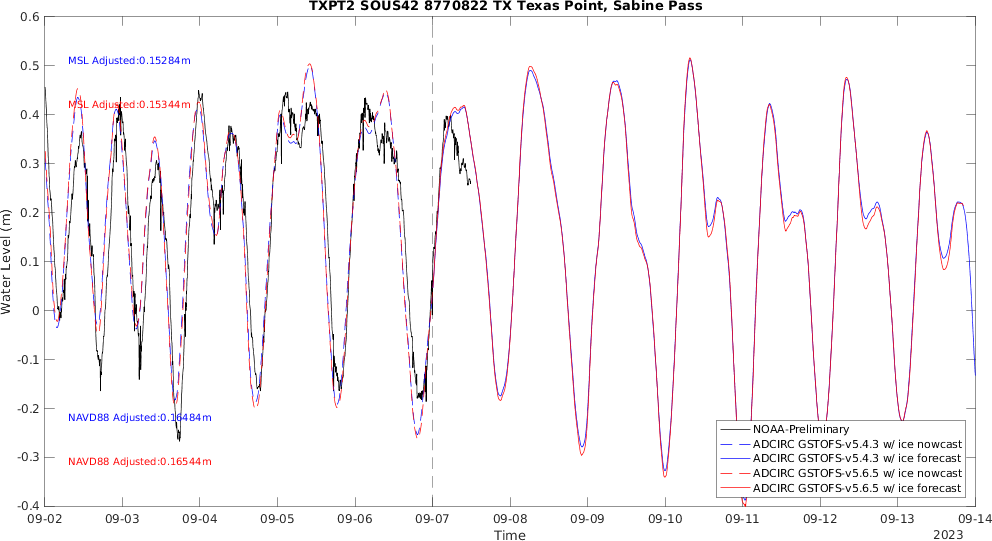 TXPT2 SOUS42 8770822 TX Texas Point, Sabine Pass
0.6
0.5
0.4
0.3
0.2
0.1
0
-0.1
-0.2
-0.3
-0.4
Water Level (m)
MSL Adjusted:0.15284m
MSL Adjusted:0.15344m
NAVD88 Adjusted:0.16484m
NAVD88 Adjusted:0.16544m
NOAA-Preliminary
ADCIRC GSTOFS-v5.4.3 w/ ice nowcast
ADCIRC GSTOFS-v5.4.3 w/ ice forecast
ADCIRC GSTOFS-v5.6.5 w/ ice nowcast
ADCIRC GSTOFS-v5.6.5 w/ ice forecast
09-02 09-03 09-04 09-05 09-06 09-07 09-08 09-09 09-10 09-11 09-12 09-13 09-14
Time
2023